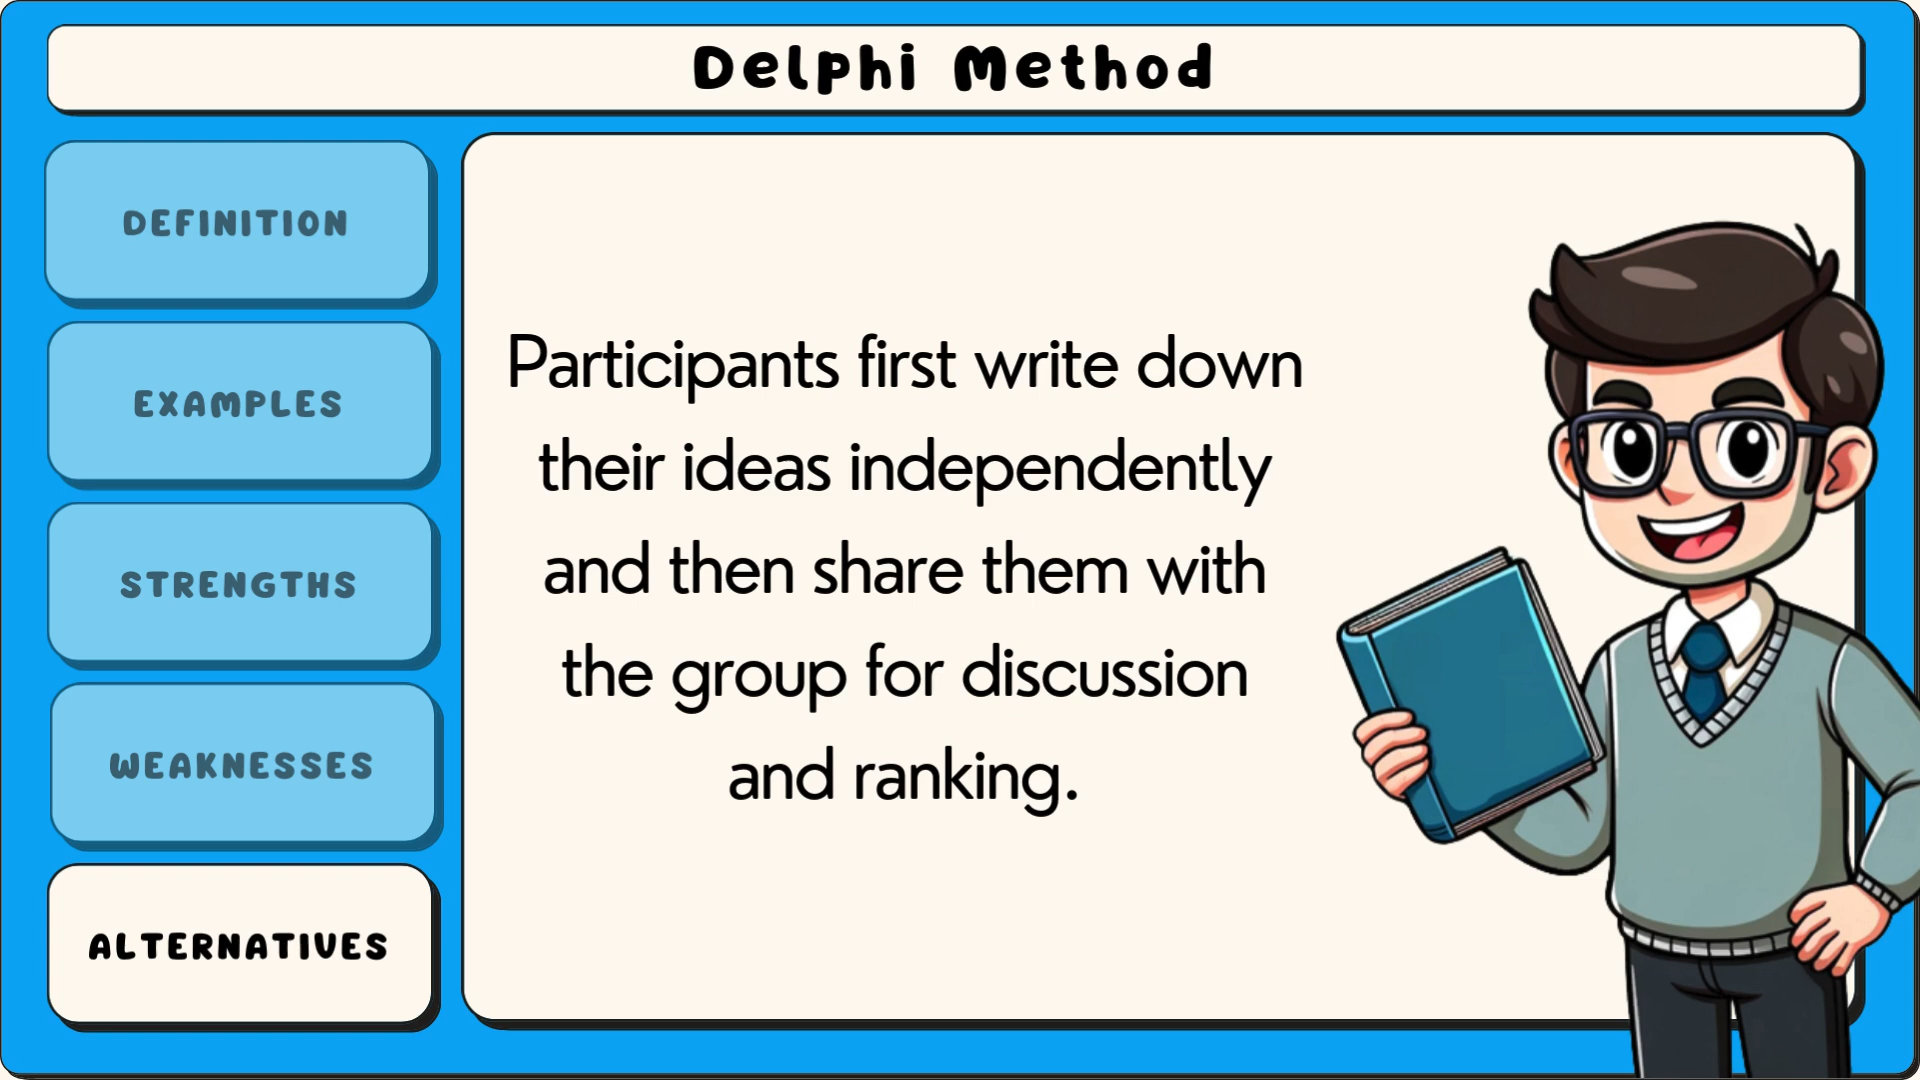 Delphi Method
DEFINITION
EXAMPLES
STRENGTHS
WEAKNESSES
ALTERNATIVES
Participants first write down
their ideas independently
and then share them with
the group for discussion
and ranking.